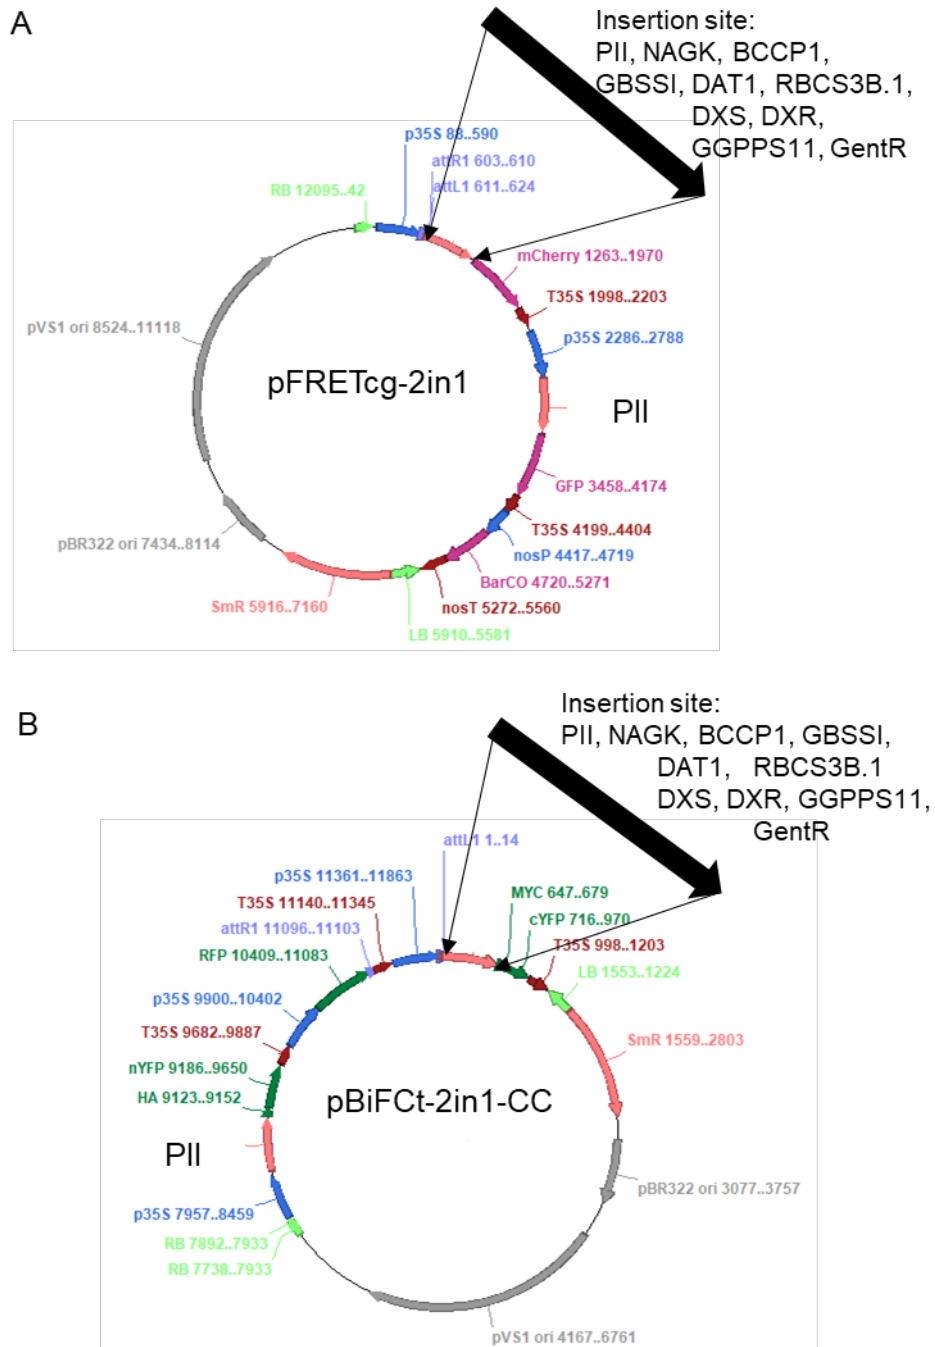 A
Insertion site:
PII, NAGK, BCCP1,
GBSSI, DAT1, RBCS3B.1,
DXS, DXR,
GGPPS11, GentR
p35S 88..590
attR1 603..610
attL1 611..624
RB 12095..42
mCherry 1263..1970
T35S 1998..2203
p35S 2286..2788
pVS1 ori 8524..11118
pFRETcg-2in1
PII
GFP 3458..4174
T35S 4199..4404
nosP 4417..4719
pBR322 ori 7434..8114
BarCO 4720..5271
SmR 5916..7160
nosT 5272..5560
LB 5910..5581
B
Insertion site:
PII, NAGK, BCCP1, GBSSI,
DAT1, RBCS3B.1
DXS, DXR, GGPPS11,
GentR
attL1 1..14
p35S 11361..11863
T35S 11140..11345
MYC 647..679
attR1 11096..11103
cYFP 716..970
RFP 10409..11083
T35S 998..1203
LB 1553..1224
p35S 9900..10402
T35S 9682..9887
SmR 1559..2803
nYFP 9186..9650
HA 9123..9152
pBiFCt-2in1-CC
PII
pBR322 ori 3077..3757
p35S 7957..8459
RB 7892..7933
RB 7738..7933
pVS1 ori 4167..6761